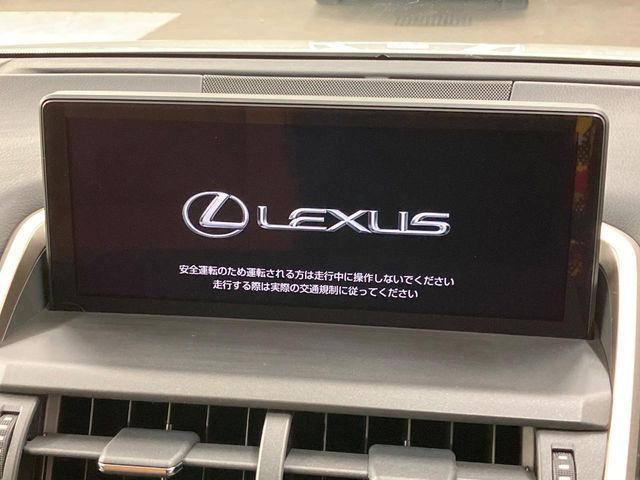 LEXUS
安全運転のため運転される方は走行中に操作しないでください
走行する際は実際の交通規制に従ってください